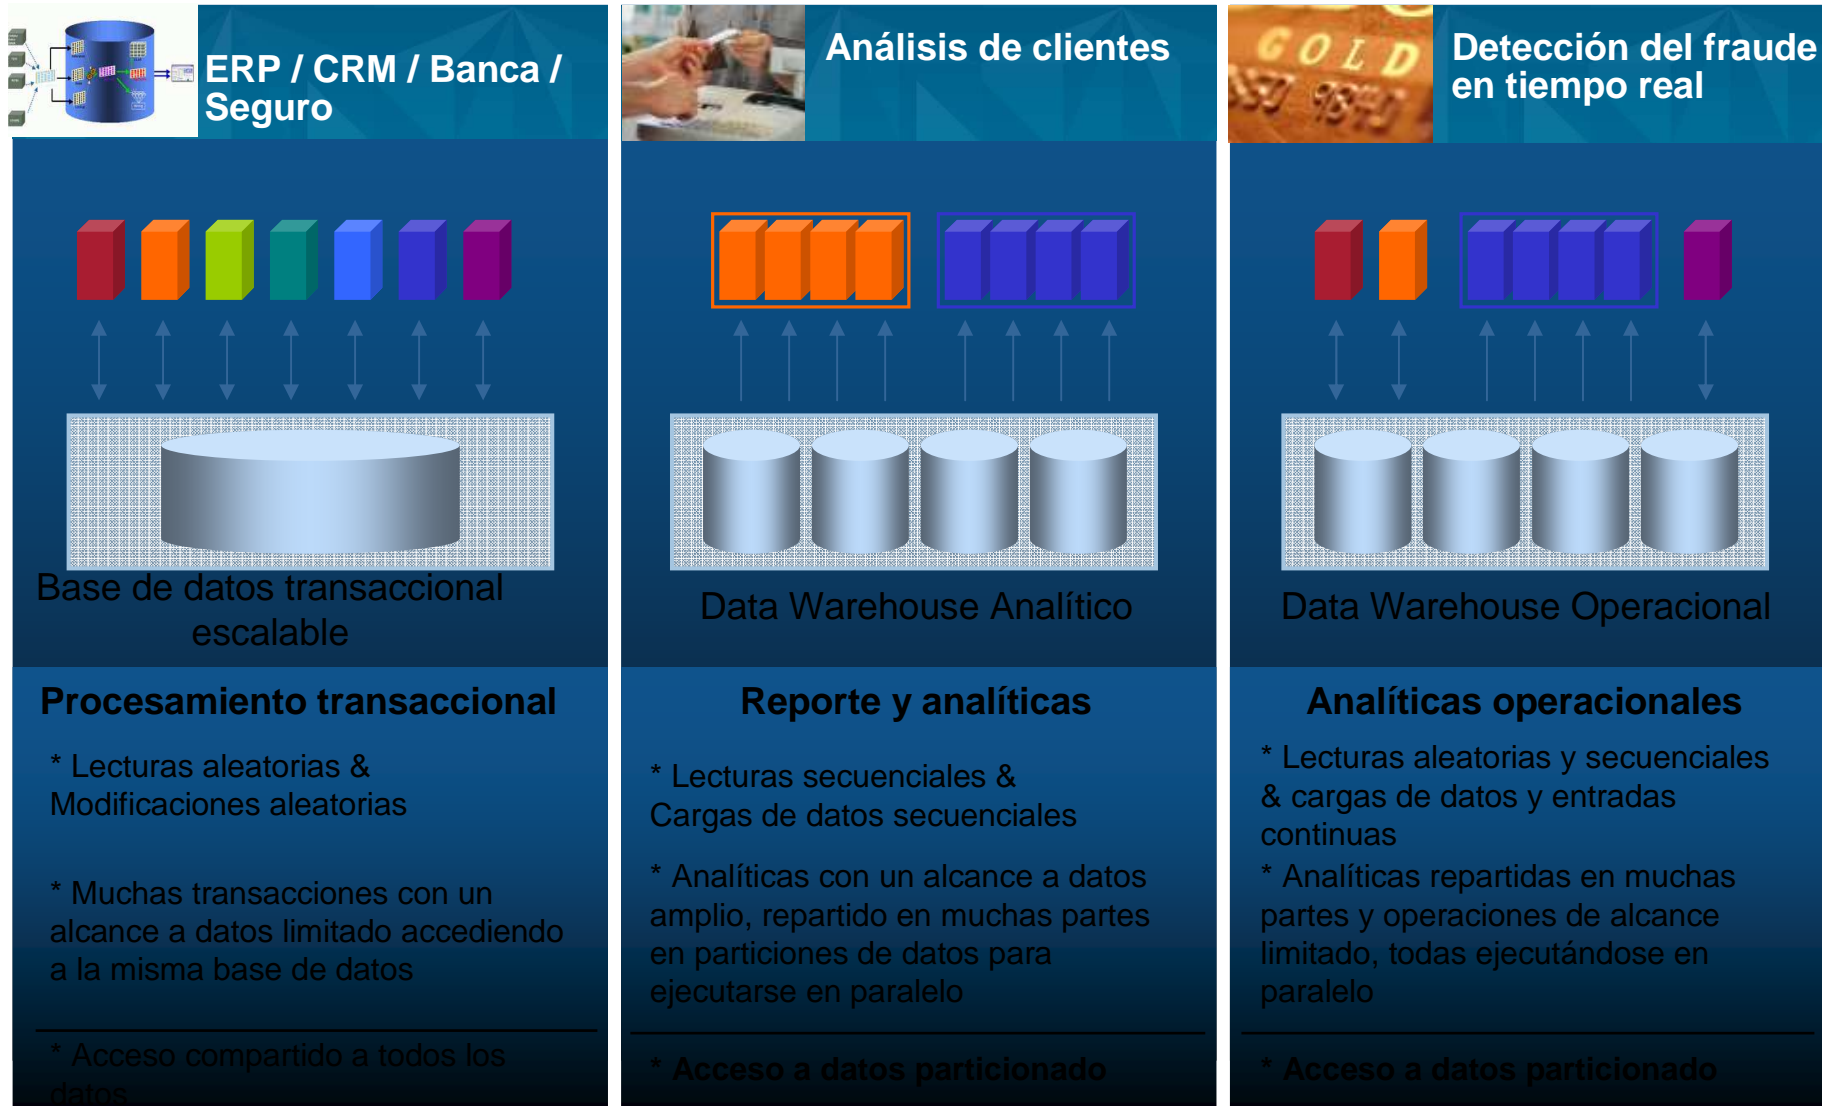 ERP / CRM / Banca /
Seguro
Base de datos transaccional
escalable
Procesamiento transaccional
* Lecturas aleatorias &
Modificaciones aleatorias
* Muchas transacciones con un
alcance a datos limitado accediendo
a la misma base de datos
* Acceso compartido a todos los
datos
Análisis de clientes
Data Warehouse Analítico
Reporte y analíticas
* Lecturas secuenciales &
Cargas de datos secuenciales
* Analíticas con un alcance a datos
amplio, repartido en muchas partes
en particiones de datos para
ejecutarse en paralelo
* Acceso a datos particionado
GOLD
Detección del fraude
en tiempo real
Data Warehouse Operacional
Analíticas operacionales
* Lecturas aleatorias y secuenciales
& cargas de datos y entradas
continuas
* Analíticas repartidas en muchas
partes y operaciones de alcance
limitado, todas ejecutándose en
paralelo
* Acceso a datos particionado